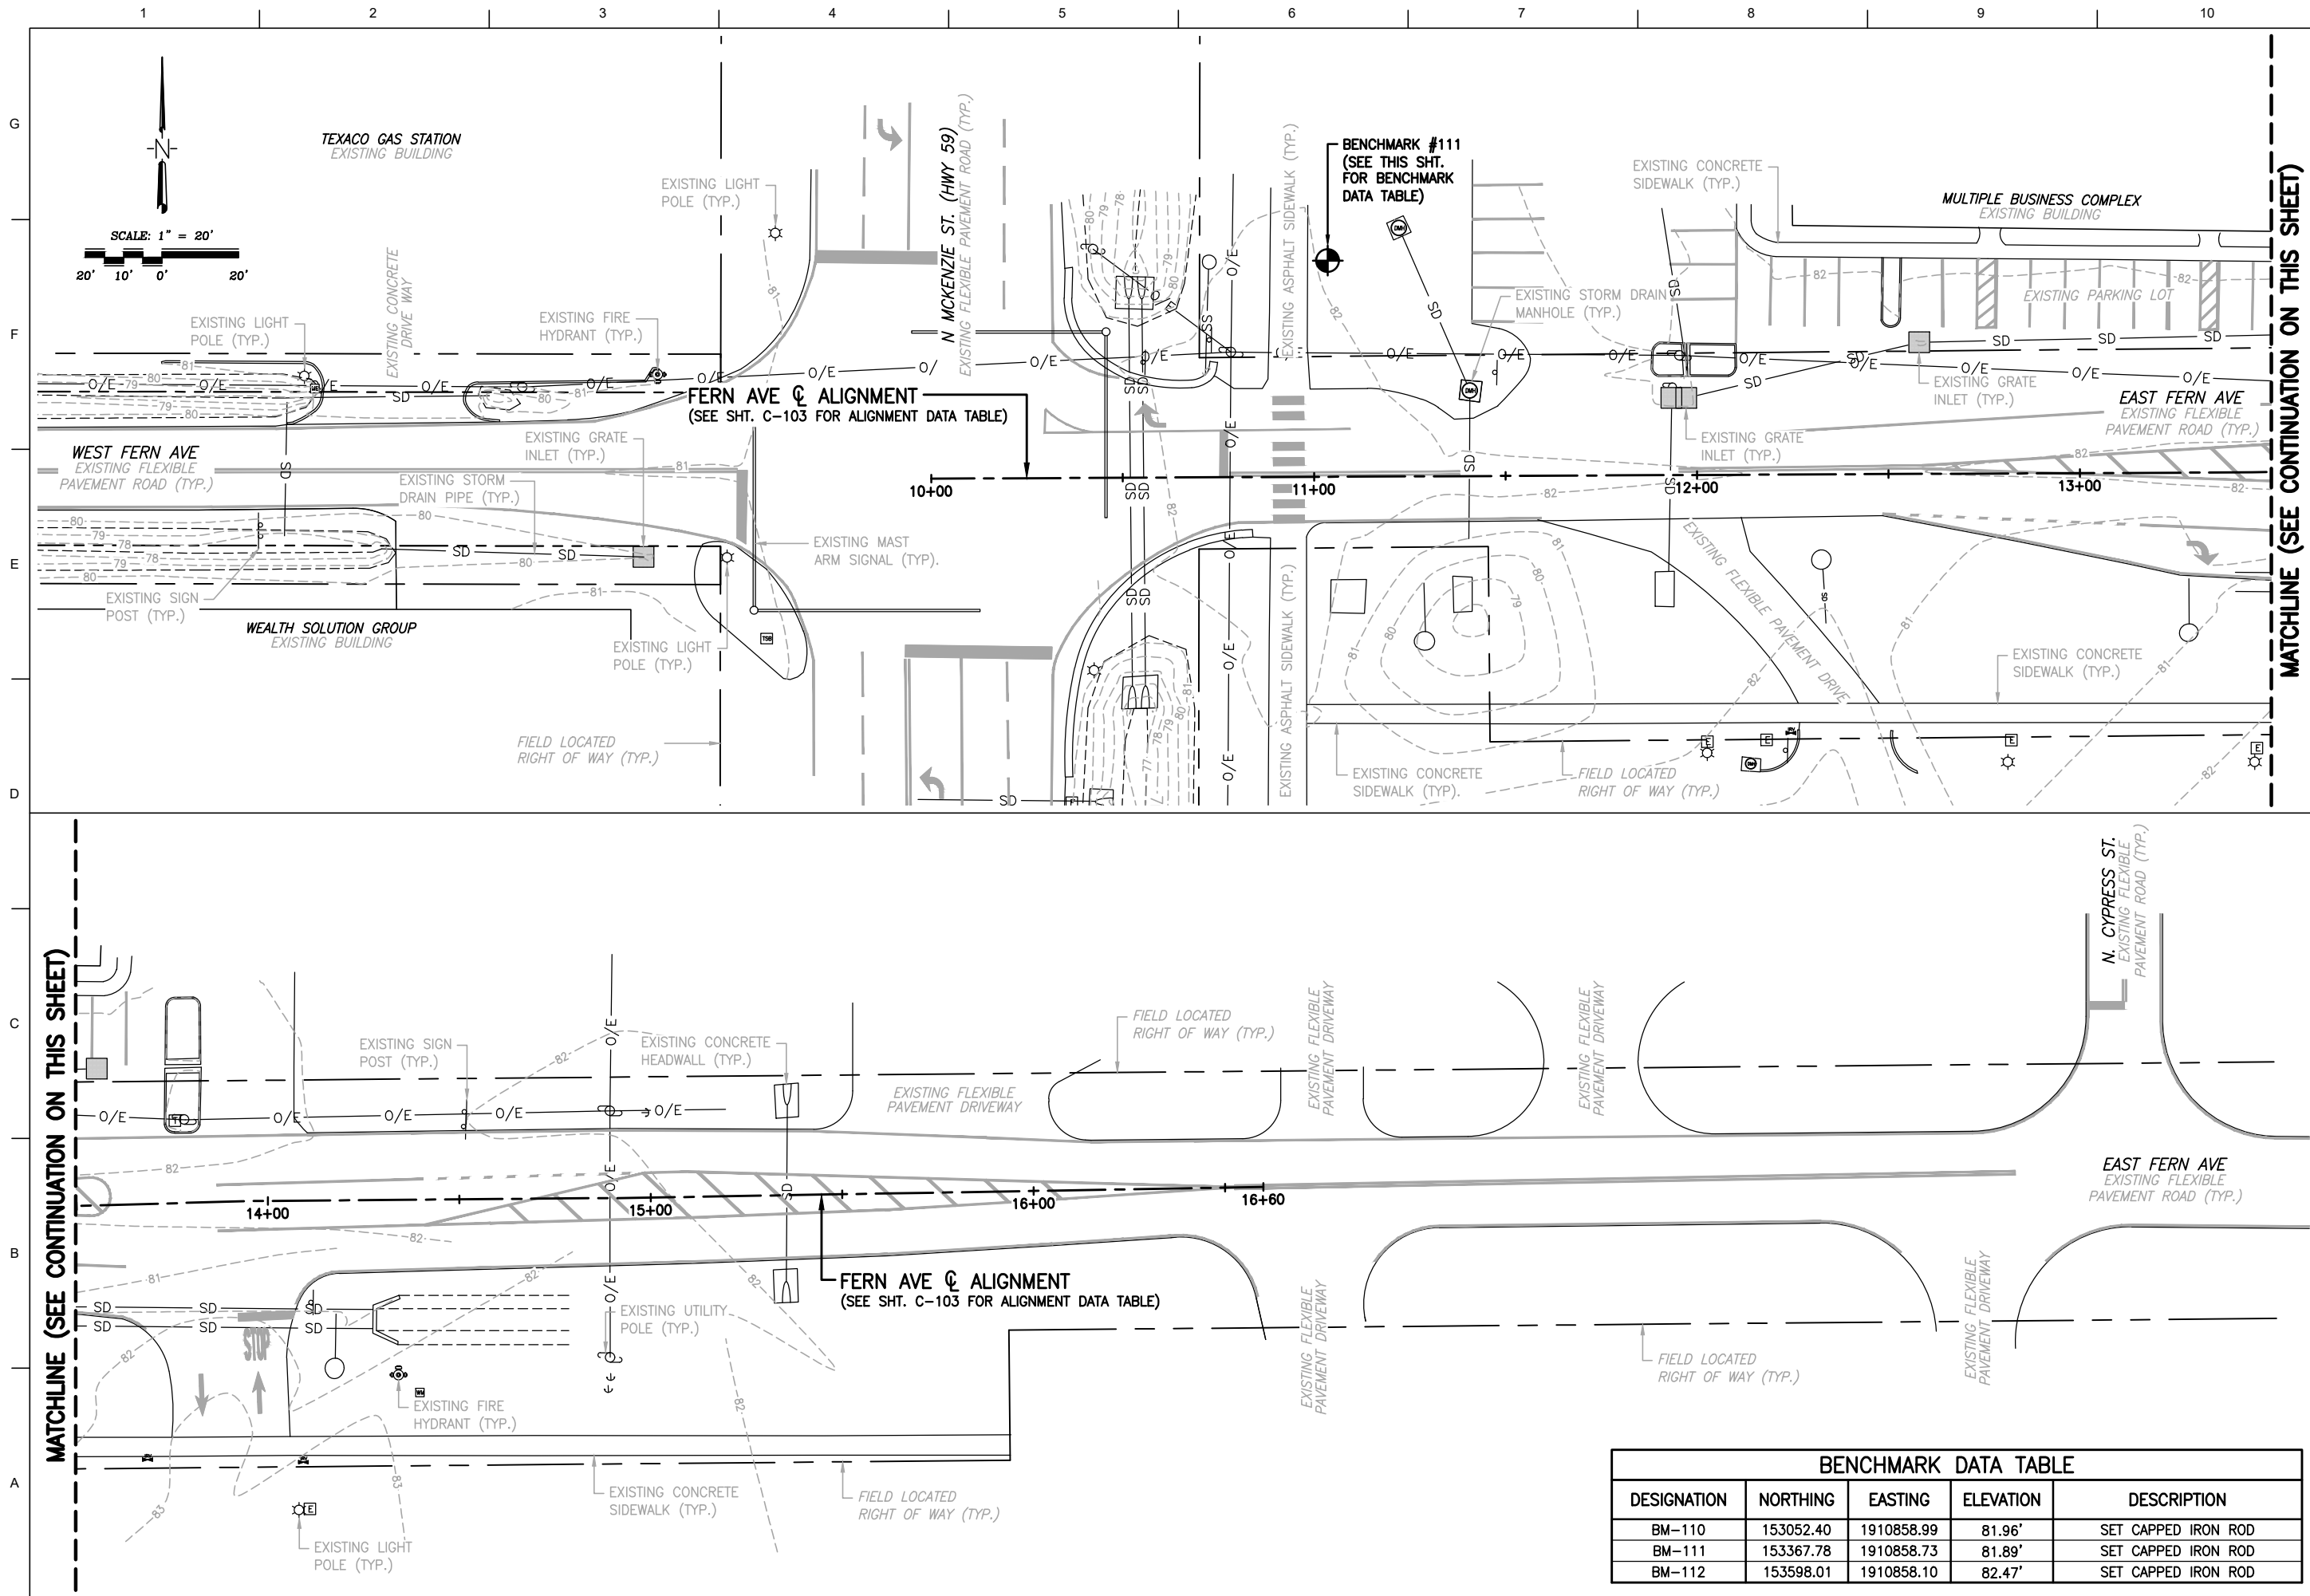 1 2 3 4 5 6 7 8 9 10
G
F
E
D
C
B
A
N
SCALE: 1" = 20'
20' 10' 0' 20'
TEXACO GAS STATION
EXISTING BUILDING
EXISTING LIGHT
POLE (TYP.)
N MCKENZIE ST. (HWY 59)
EXISTING FLEXIBLE PAVEMENT ROAD (TYP.)
EXISTING ASPHALT SIDEWALK (TYP.)
BENCHMARK #111
(SEE THIS SHT.
FOR BENCHMARK
DATA TABLE)
EXISTING CONCRETE
SIDEWALK (TYP.)
MULTIPLE BUSINESS COMPLEX
EXISTING BUILDING
MATCHLINE (SEE CONTINUATION ON THIS SHEET)
EXISTING CONCRETE
DRIVE WAY
EXISTING LIGHT
POLE (TYP.)
EXISTING FIRE
HYDRANT (TYP.)
EXISTING STORM DRAIN
MANHOLE (TYP.)
EXISTING PARKING LOT
EXISTING GRATE
INLET (TYP.)
FERN AVE ℄ ALIGNMENT
(SEE SHT. C-103 FOR ALIGNMENT DATA TABLE)
EAST FERN AVE
EXISTING FLEXIBLE
PAVEMENT ROAD (TYP.)
WEST FERN AVE
EXISTING FLEXIBLE
PAVEMENT ROAD (TYP.)
EXISTING GRATE
INLET (TYP.)
EXISTING STORM
DRAIN PIPE (TYP.)
EXISTING GRATE
INLET (TYP.)
10+00
11+00
12+00
13+00
EXISTING MAST
ARM SIGNAL (TYP).
EXISTING SIGN
POST (TYP.)
WEALTH SOLUTION GROUP
EXISTING BUILDING
EXISTING LIGHT
POLE (TYP.)
TSB
EXISTING ASPHALT SIDEWALK (TYP.)
EXISTING FLEXIBLE PAVEMENT DRIVE
EXISTING CONCRETE
SIDEWALK (TYP.)
FIELD LOCATED
RIGHT OF WAY (TYP.)
EXISTING CONCRETE
SIDEWALK (TYP).
FIELD LOCATED
RIGHT OF WAY (TYP.)
MATCHLINE (SEE CONTINUATION ON THIS SHEET)
N. CYPRESS ST.
EXISTING FLEXIBLE
PAVEMENT ROAD (TYP.)
EXISTING SIGN
POST (TYP.)
EXISTING CONCRETE
HEADWALL (TYP.)
FIELD LOCATED
RIGHT OF WAY (TYP.)
EXISTING FLEXIBLE
PAVEMENT DRIVEWAY
EXISTING FLEXIBLE
PAVEMENT DRIVEWAY
EXISTING FLEXIBLE
PAVEMENT DRIVEWAY
O/E O/E O/E O/E O/E
EAST FERN AVE
EXISTING FLEXIBLE
PAVEMENT ROAD (TYP.)
14+00
15+00
16+00
16+60
FERN AVE ℄ ALIGNMENT
(SEE SHT. C-103 FOR ALIGNMENT DATA TABLE)
SD SD SD
SD SD SD
STOP
EXISTING UTILITY
POLE (TYP.)
EXISTING FLEXIBLE
PAVEMENT DRIVEWAY
EXISTING FLEXIBLE
PAVEMENT DRIVEWAY
FIELD LOCATED
RIGHT OF WAY (TYP.)
EXISTING FIRE
HYDRANT (TYP.)
EXISTING CONCRETE
SIDEWALK (TYP.)
FIELD LOCATED
RIGHT OF WAY (TYP.)
EXISTING LIGHT
POLE (TYP.)
BENCHMARK DATA TABLE
DESIGNATION NORTHING EASTING ELEVATION DESCRIPTION
BM-110 153052.40 1910858.99 81.96' SET CAPPED IRON ROD
BM-111 153367.78 1910858.73 81.89' SET CAPPED IRON ROD
BM-112 153598.01 1910858.10 82.47' SET CAPPED IRON ROD